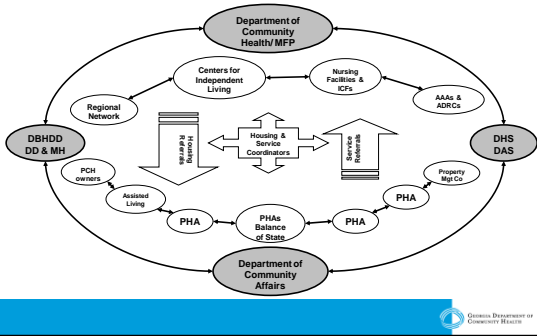 Department of
Community
Health/ MFP
Centers for
Independent
Living
Nursing
Facilities &
ICFs
Regional
Network
AAAs &
ADRCs
DBHDD
DD & MH
Housing
Referrals
Housing &
Service
Coordinators
Service
Referrals
DHS
DAS
PCH
owners
Assisted
Living
PHA
PHAs
Balance
of State
PHA
PHA
Property
Mgt Co
Department of
Community
Affairs
GEORGIA DEPARTMENT OF
COMMUNITY HEALTH